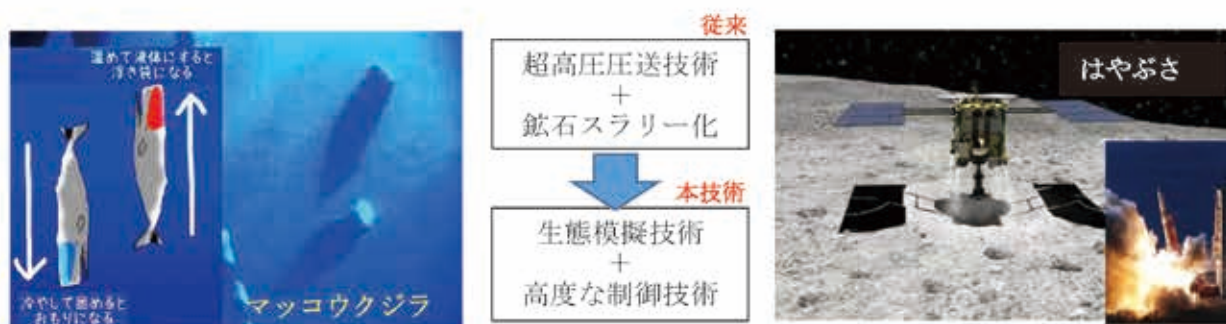 温めて液体にすると
浮き袋になる
冷やして固めると
おもりになる
マッコウクジラ
従来
超高圧圧送技術
+
鉱石スラリー化
本技術
生態模擬技術
+
高度な制御技術
はやぶさ